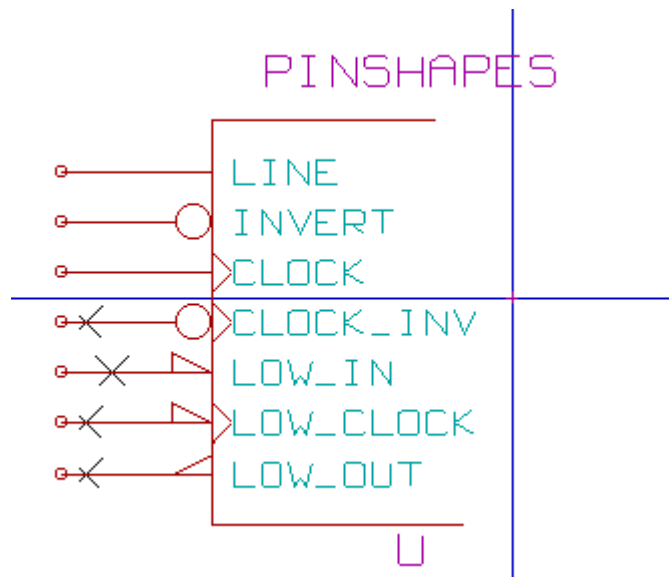 PINSHAPES
LINE
INVERT
CLOCK
CLOCK_INV
LOW_IN
LOW_CLOCK
LOW_OUT
U